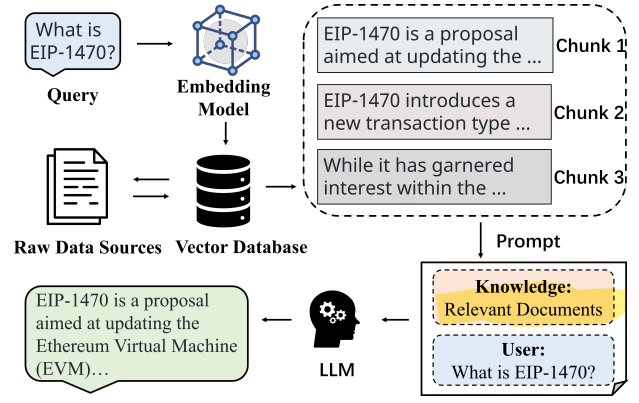 What is
EIP-1470?
Query
Embedding
Model
EIP-1470 is a proposal
aimed at updating the ...
Chunk 1
EIP-1470 introduces a
new transaction type ...
Chunk 2
While it has garnered
interest within the ...
Chunk 3
Raw Data Sources
Vector Database
Prompt
Knowledge:
Relevant Documents
User:
What is EIP-1470?
LLM
EIP-1470 is a proposal
aimed at updating the
Ethereum Virtual Machine
(EVM)...